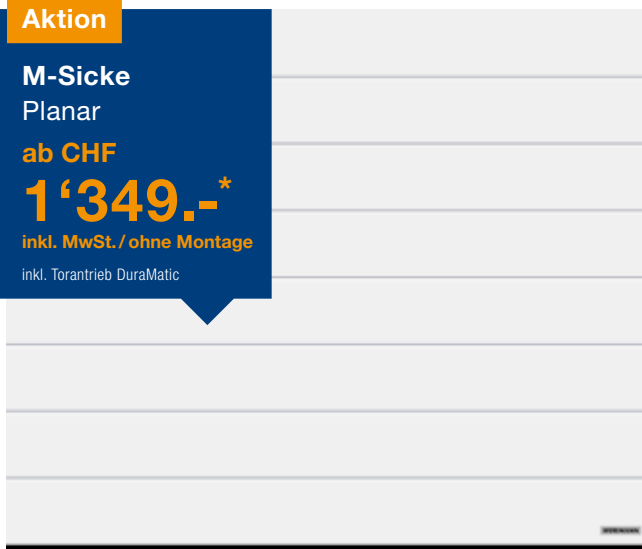 Aktion
M-Sicke
Planar
ab CHF
1‘349.-*
inkl. MwSt. / ohne Montage
inkl. Torantrieb DuraMatic